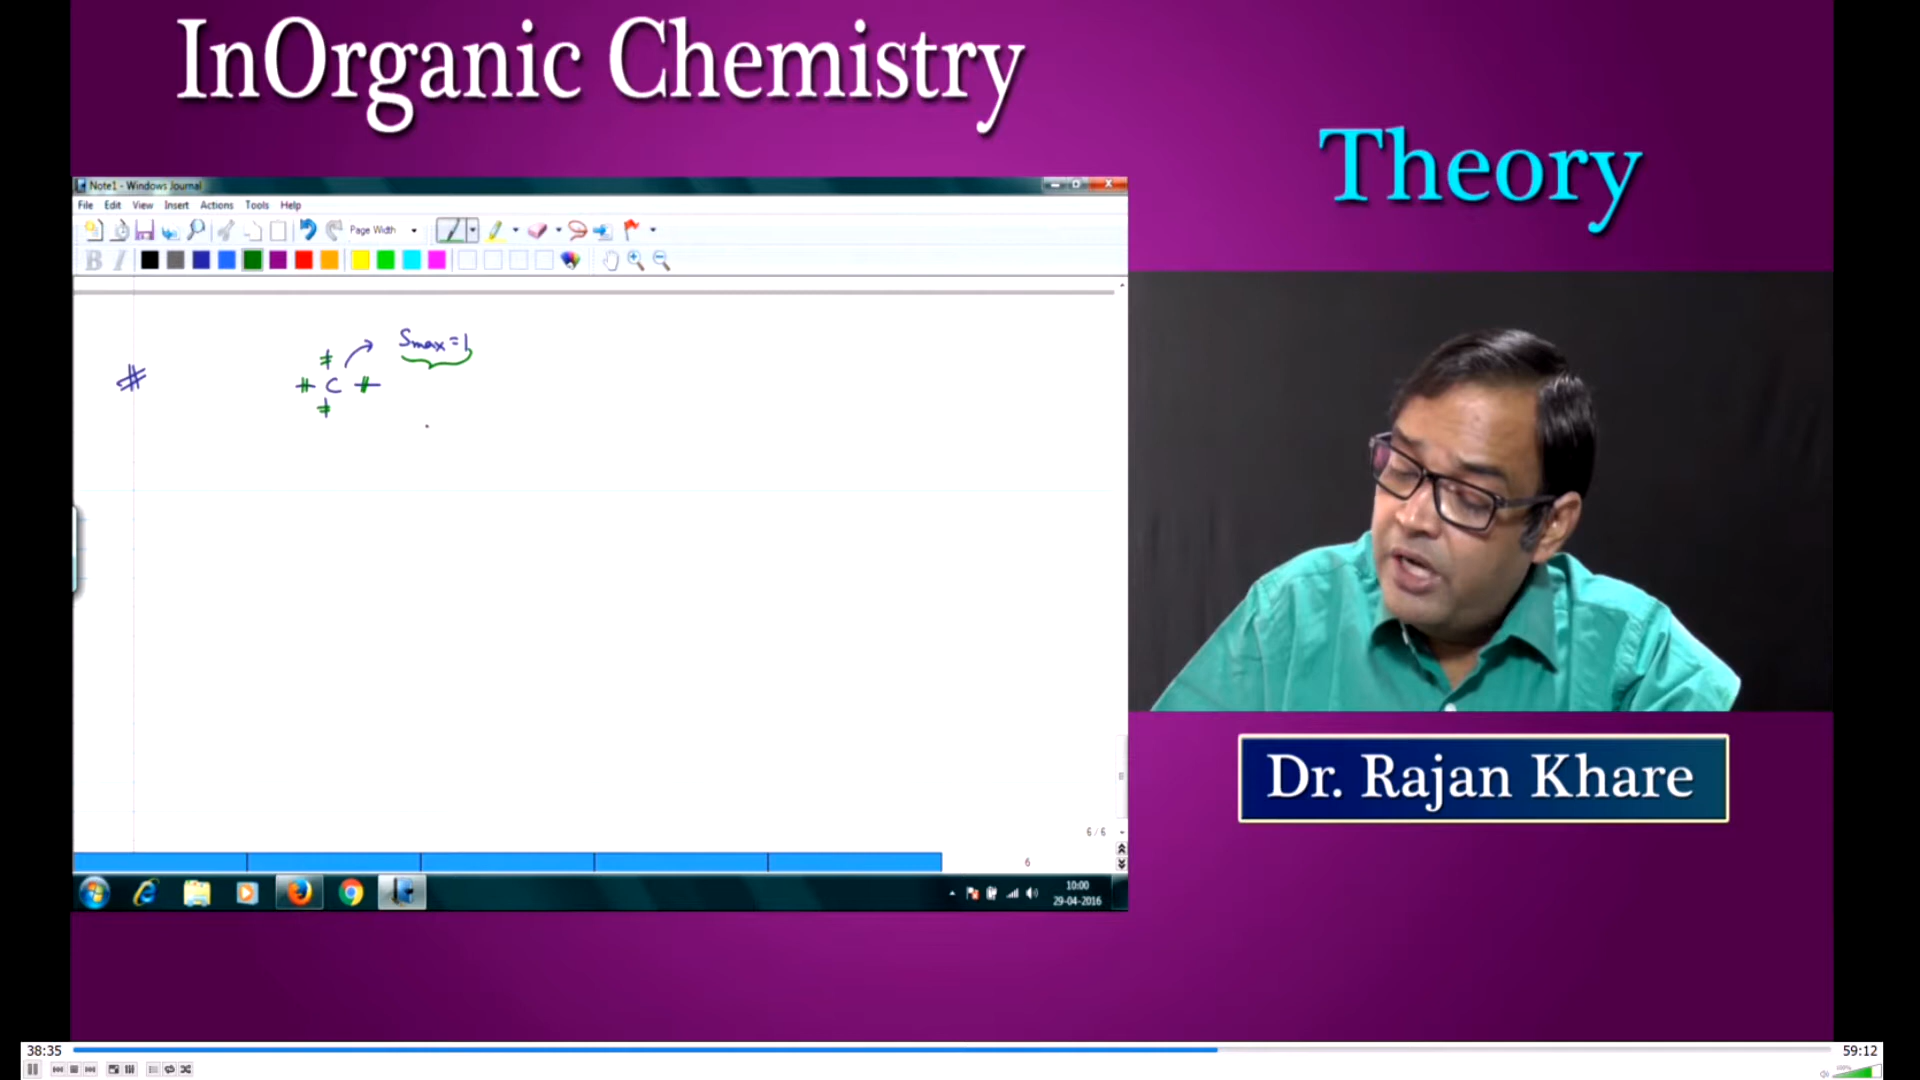 InOrganic Chemistry
Theory
Note1 - Windows Journal
File Edit View Insert Actions Tools Help
Page Width
B I
Smax = 1
C
6 / 6
6
10:00
29-04-2016
Dr. Rajan Khare
38:35
59:12